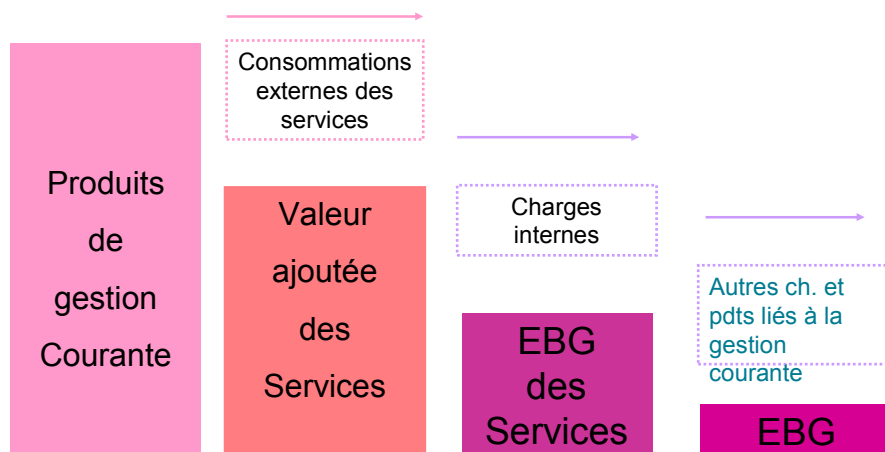 Produits
de
gestion
Courante
Consommations
externes des
services
Valeur
ajoutée
des
Services
Charges
internes
EBG
des
Services
Autres ch. et
pdts liés à la
gestion
courante
EBG